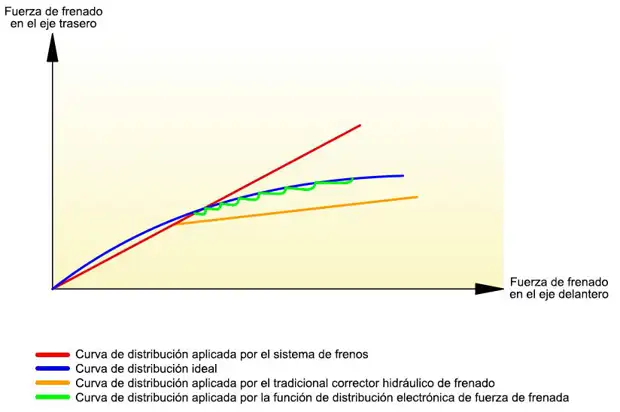 Fuerza de frenado
en el eje trasero
Fuerza de frenado
en el eje delantero
Curva de distribución aplicada por el sistema de frenos
Curva de distribución ideal
Curva de distribución aplicada por el tradicional corrector hidráulico de frenado
Curva de distribución aplicada por la función de distribución electrónica de fuerza de frenada